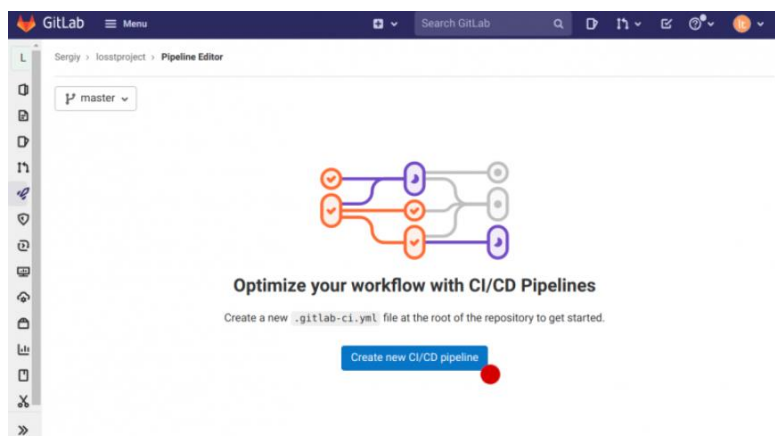 GitLab Menu Search GitLab
L Sergiy > losstproject > Pipeline Editor
master
Optimize your workflow with CI/CD Pipelines
Create a new .gitlab-ci.yml file at the root of the repository to get started.
Create new CI/CD pipeline